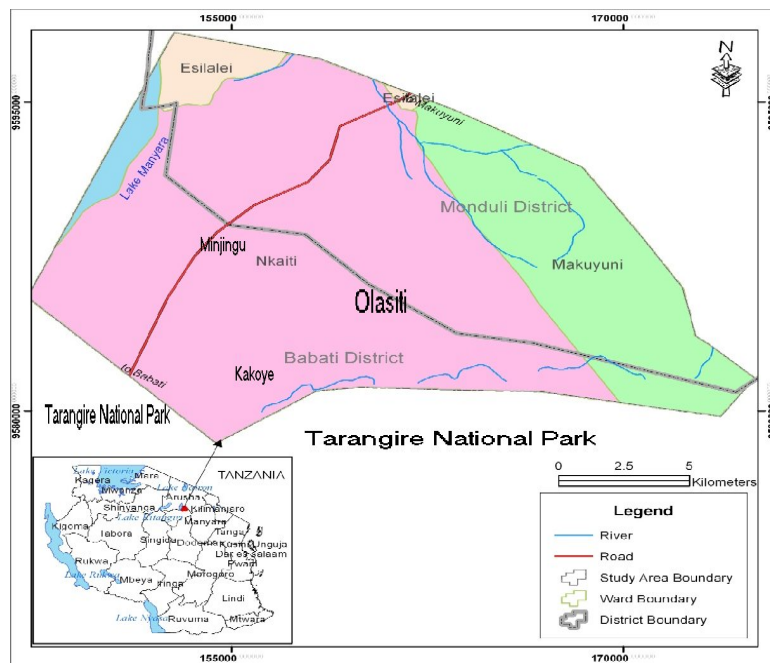 155000
170000
N
Esilalei
9595000
Esilalei
to Makuyuni
Lake Manyara
Monduli District
Minjingu
Nkaiti
Makuyuni
Olasiti
Babati District
to Babati
Kakoye
Tarangire National Park
9580000
Tarangire National Park
0 2.5 5
Kilometers
TANZANIA
Lake Victoria
Mara
Kagera
Mwanza
Arusha
Shinyanga
Kilimanjaro
Manyara
Kigoma
Tabora
Singida
Dodoma
Tanga
Dar es Salaam
Pwani
Rukwa
Lake Rukwa
Mbeya
Iringa
Morogoro
Lindi
Lake Nyasa
Ruvuma
Mtwara
Legend
River
Road
Study Area Boundary
Ward Boundary
District Boundary
155000
170000